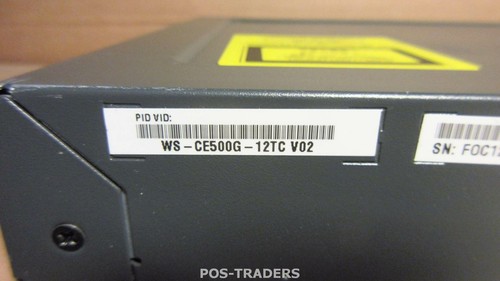 PID VID:
WS-CE500G-12TC V02
SN:
POS-TRADERS